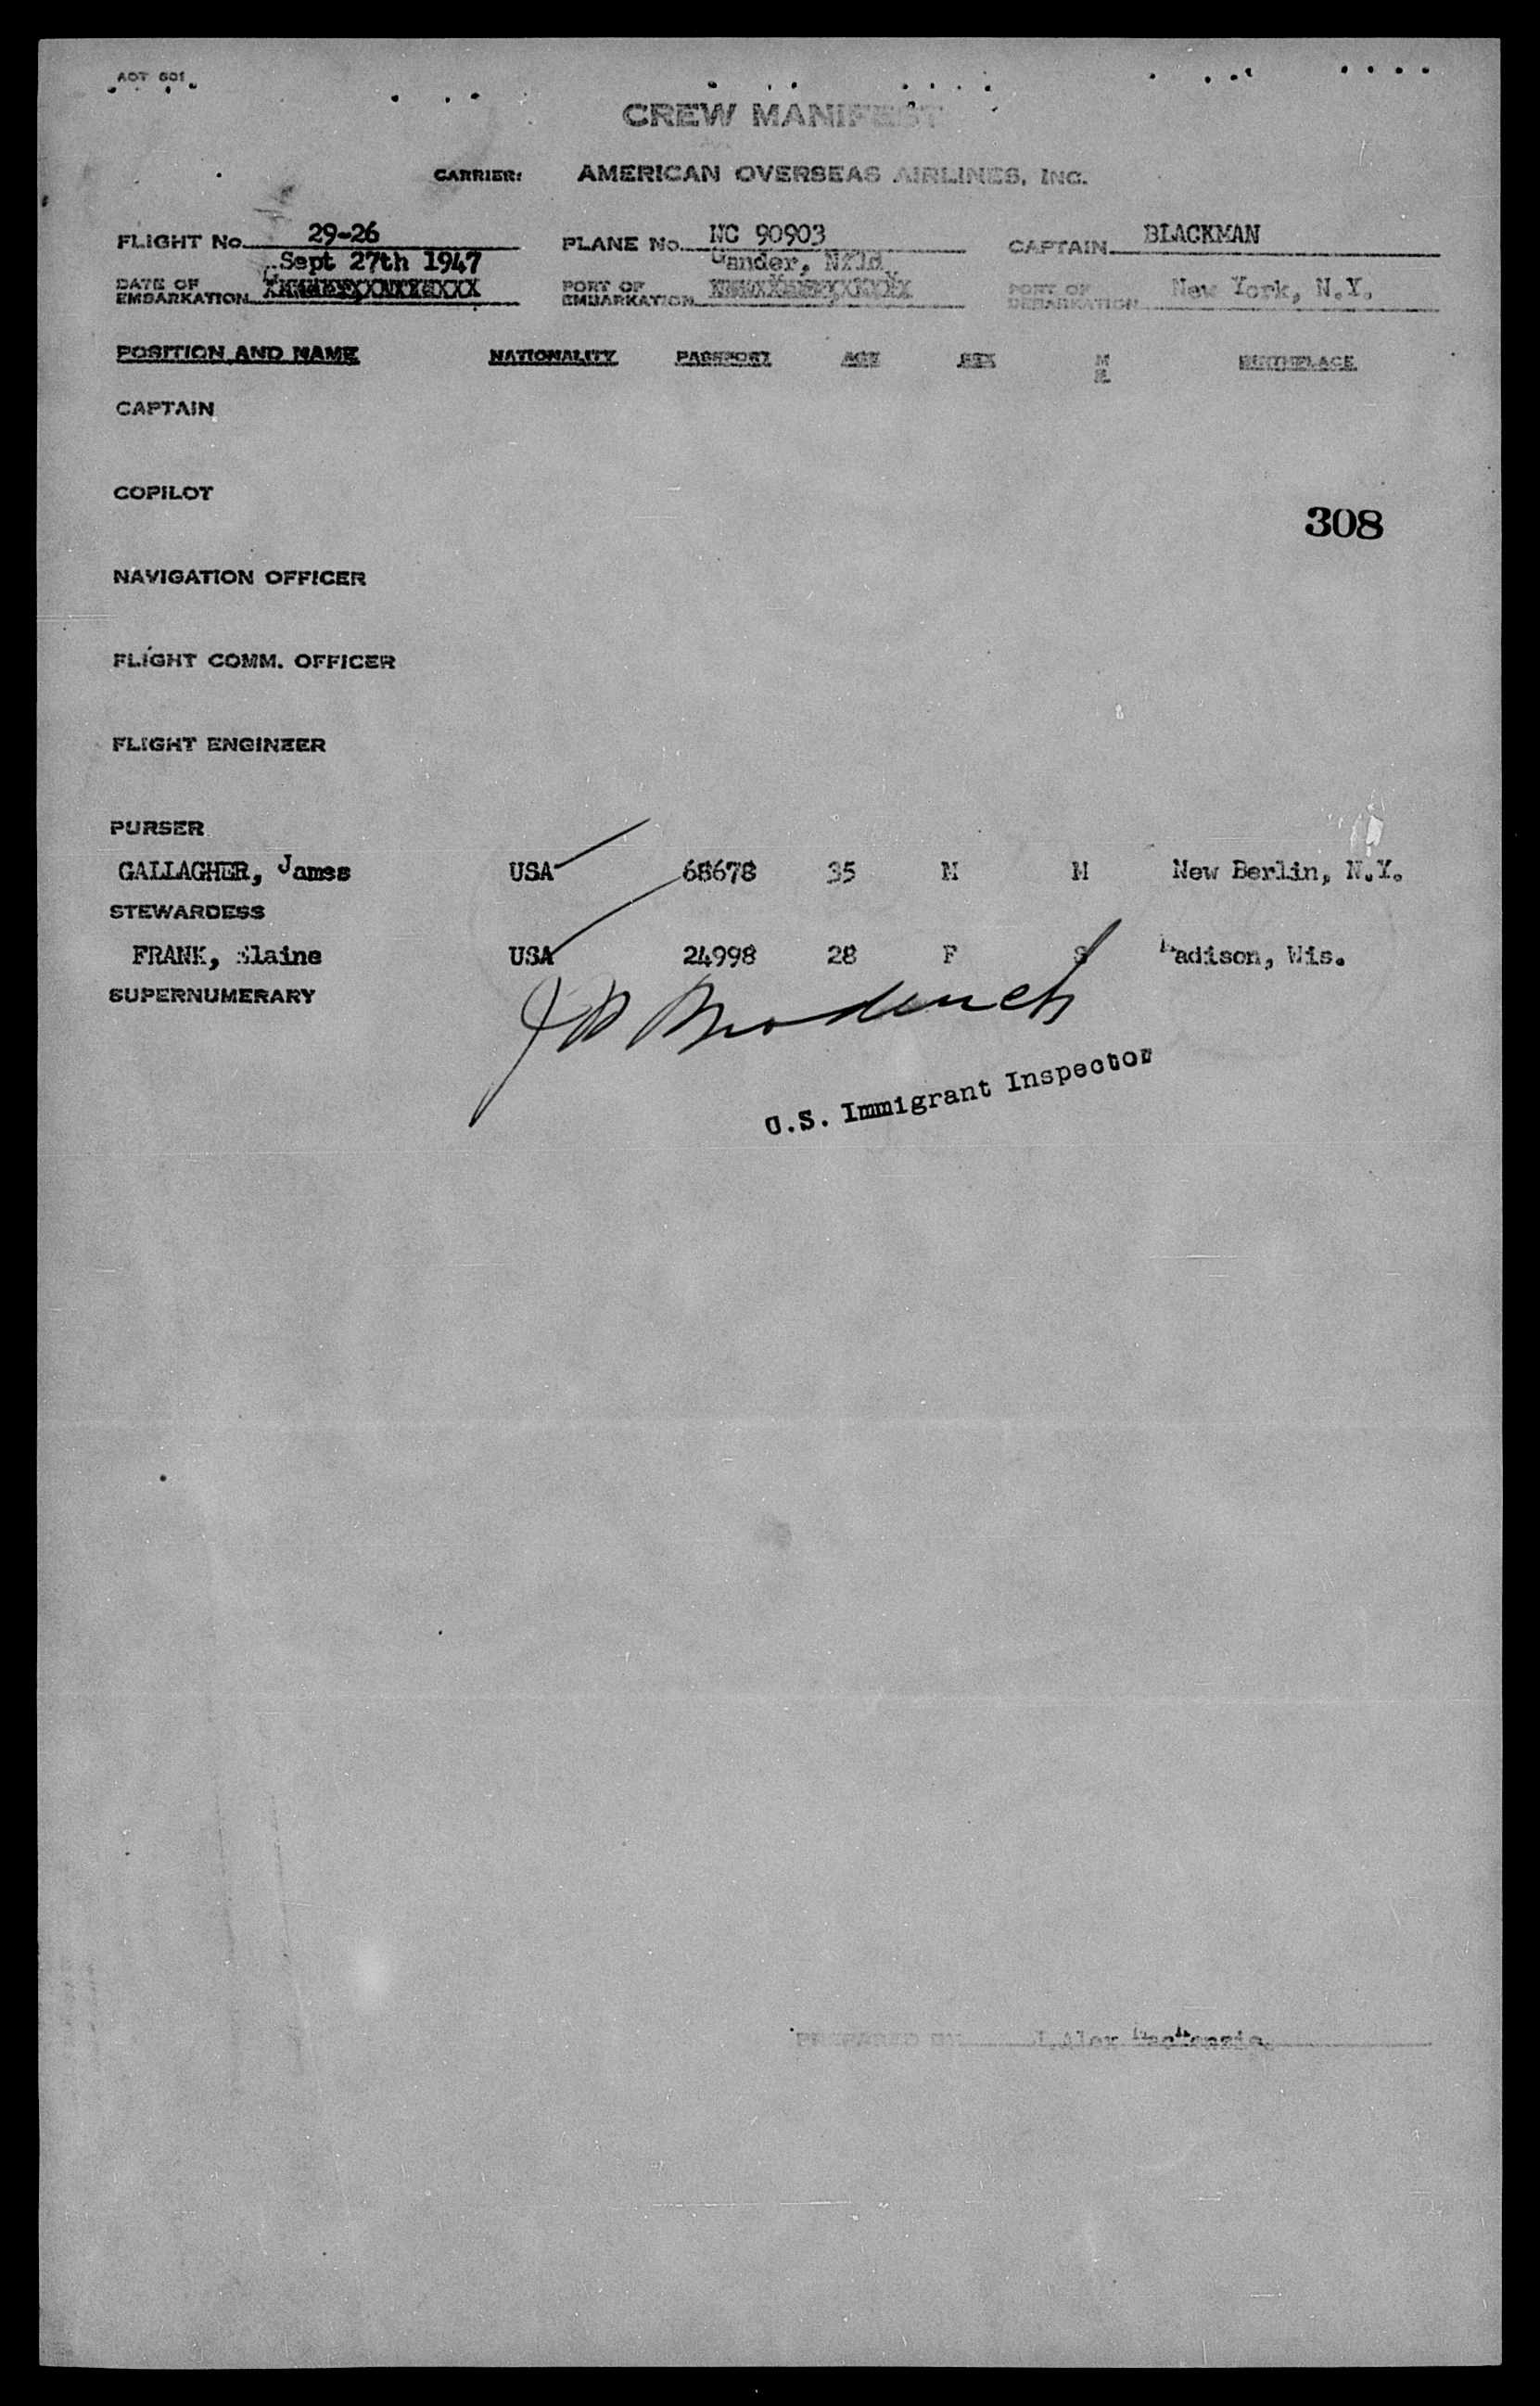 AOT 601
CREW MANIFEST
CARRIER: AMERICAN OVERSEAS AIRLINES, INC.
FLIGHT No. 29-26 PLANE No. NC 90903 CAPTAIN BLACKMAN
Sept 27th 1947 Gander, Nfld
DATE OF EMBARKATION PORT OF EMBARKATION PORT OF DEBARKATION New York, N.Y.
POSITION AND NAME NATIONALITY PASSPORT AGE SEX M BIRTHPLACE
CAPTAIN
COPILOT
308
NAVIGATION OFFICER
FLIGHT COMM. OFFICER
FLIGHT ENGINEER
PURSER
GALLAGHER, James USA 68678 35 M M New Berlin, N.Y.
STEWARDESS
FRANK, Elaine USA 24998 28 F S Madison, Wis.
SUPERNUMERARY
U.S. Immigrant Inspector
PREPARED BY J.Alex MacKenzie